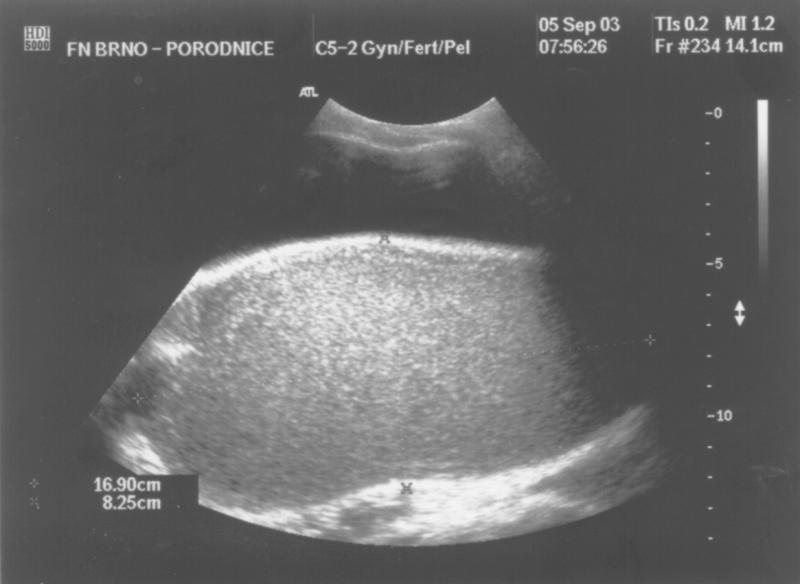 HDI
5000
FN BRNO – PORODNICE
C5-2 Gyn/Fert/Pel
05 Sep 03
07:56:26
TIs 0.2 MI 1.2
Fr #234 14.1cm
ATL
-0
-5
-10
16.90cm
8.25cm